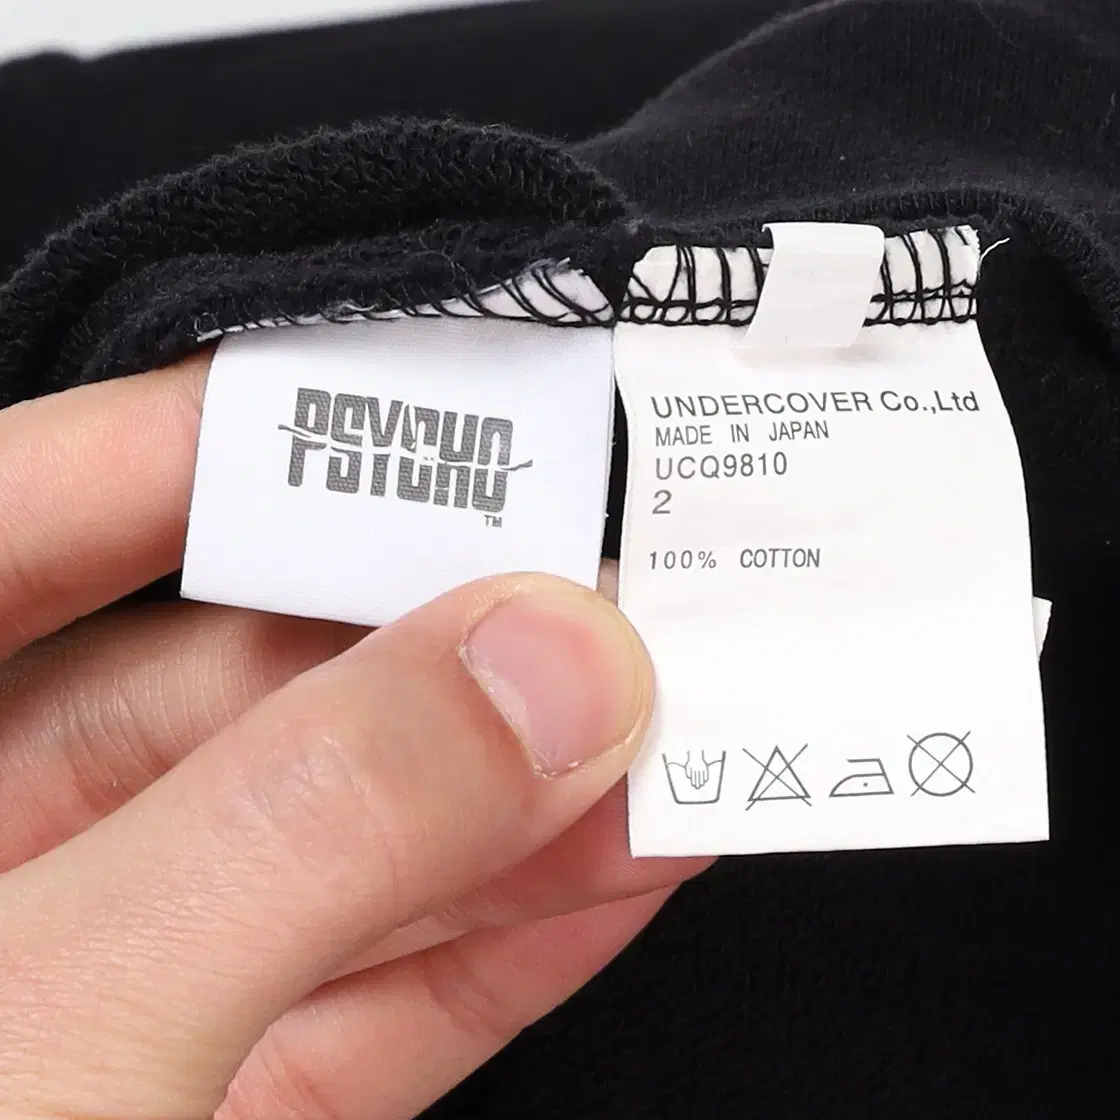 PSYCHO
TM
UNDERCOVER Co.,Ltd
MADE IN JAPAN
UCQ9810
2
100% COTTON